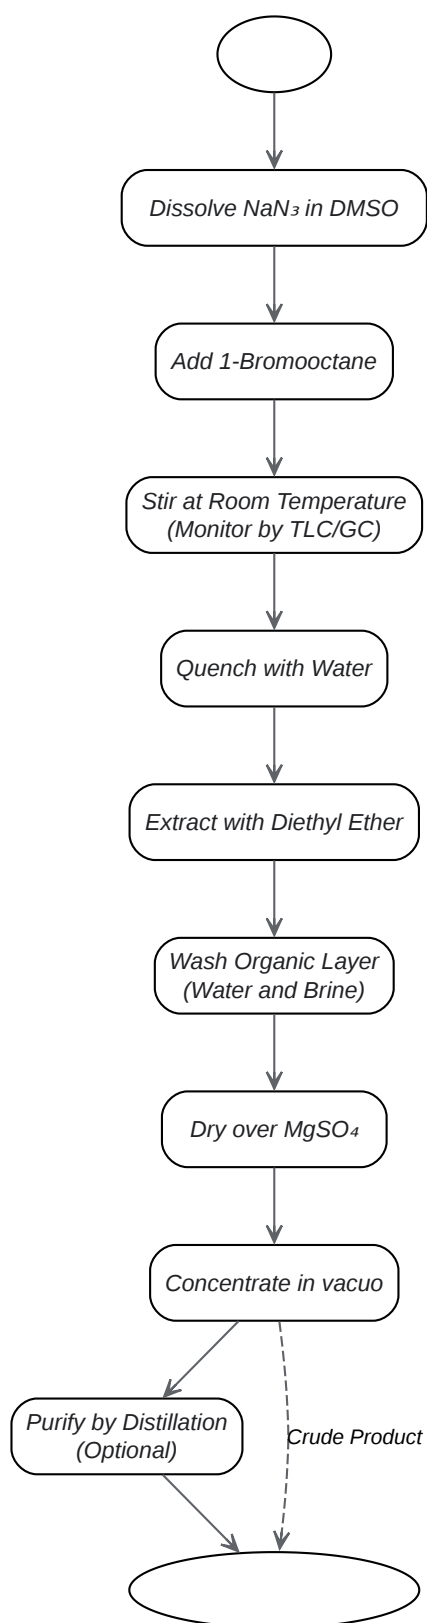 Dissolve NaN₃ in DMSO
Add 1-Bromooctane
Stir at Room Temperature
(Monitor by TLC/GC)
Quench with Water
Extract with Diethyl Ether
Wash Organic Layer
(Water and Brine)
Dry over MgSO₄
Concentrate in vacuo
Purify by Distillation
(Optional)
Crude Product